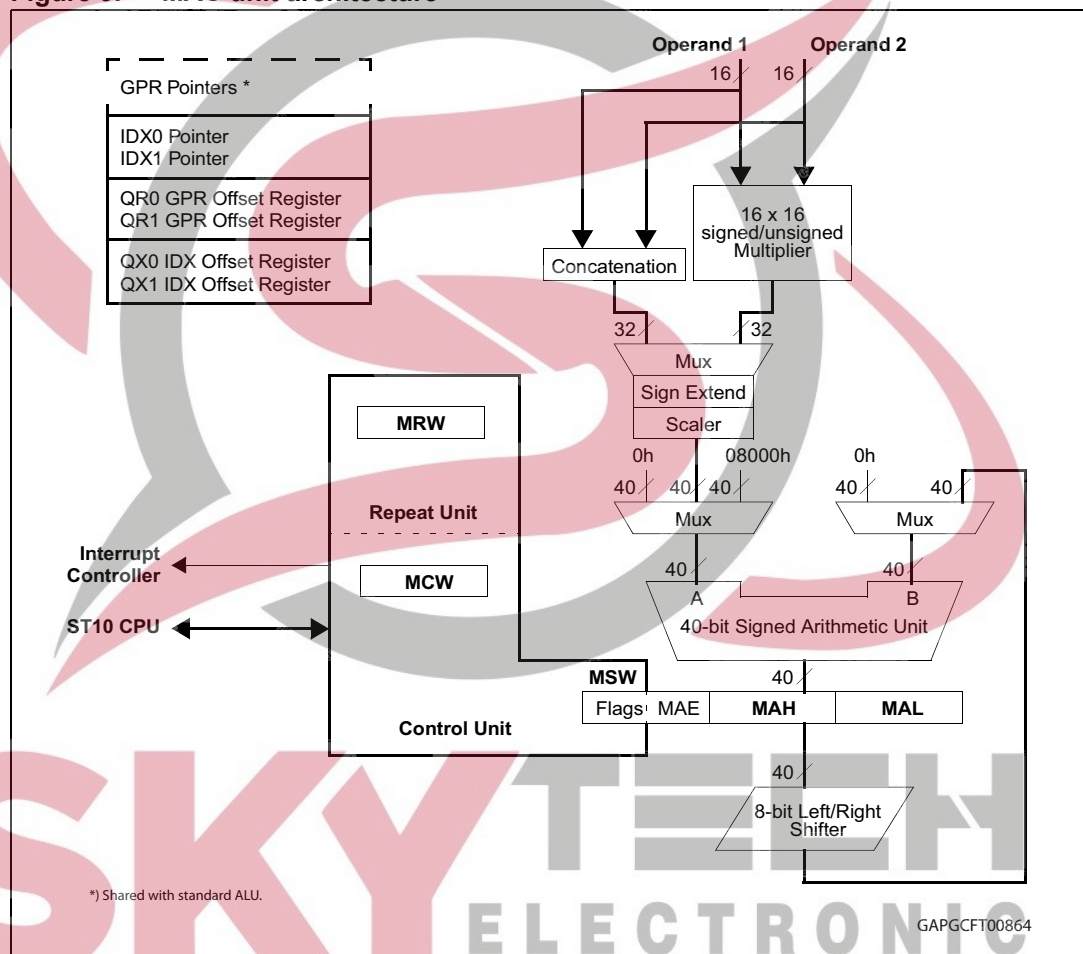 Operand 1
Operand 2
16
16
GPR Pointers *
IDX0 Pointer
IDX1 Pointer
QR0 GPR Offset Register
QR1 GPR Offset Register
QX0 IDX Offset Register
QX1 IDX Offset Register
16 x 16
signed/unsigned
Multiplier
Concatenation
32
32
Mux
Sign Extend
Scaler
MRW
0h
08000h
0h
40
40
40
40
40
Mux
Mux
Repeat Unit
Interrupt
Controller
MCW
40
40
A
B
40-bit Signed Arithmetic Unit
ST10 CPU
MSW
40
Flags
MAE
MAH
MAL
Control Unit
40
8-bit Left/Right
Shifter
*) Shared with standard ALU.
GAPGCFT00864
SKY
TECH
ELECTRONIC